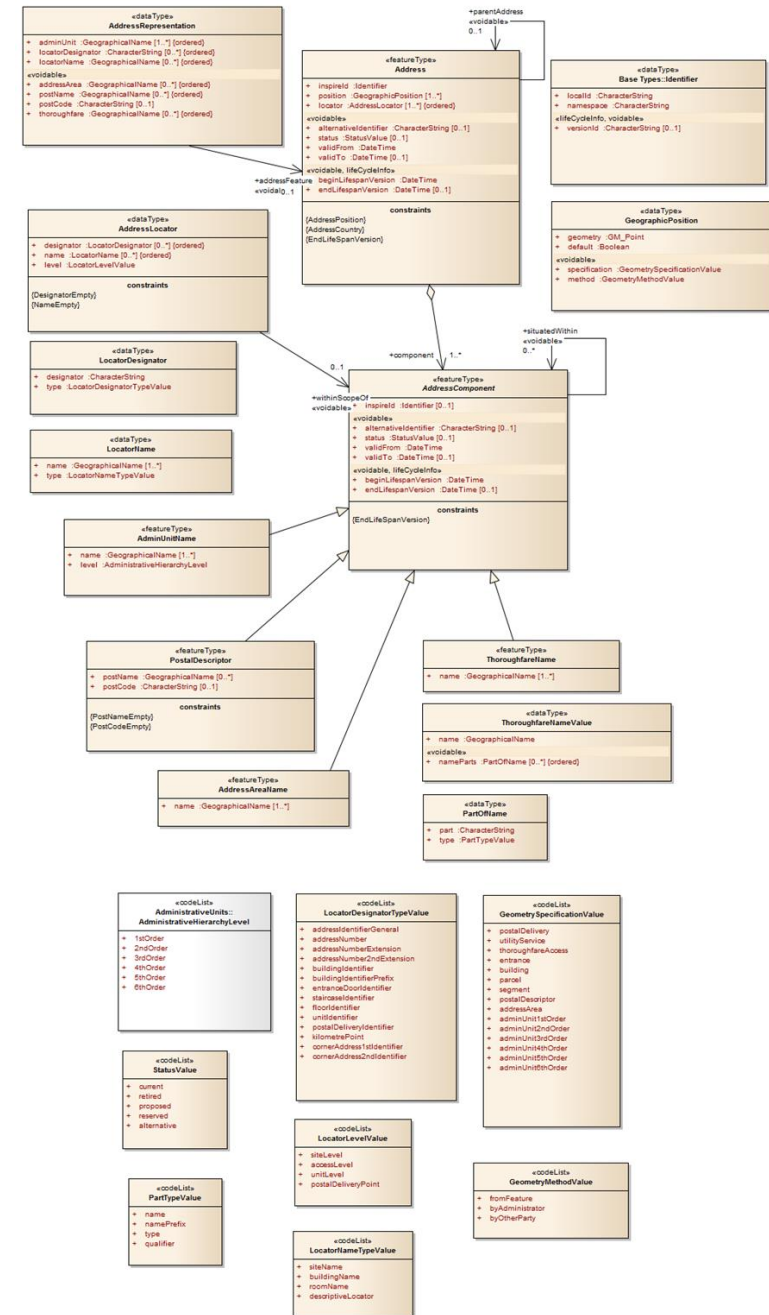 «dataType»
AddressRepresentation
+ adminUnit :GeographicalName [1..*] {ordered}
+ locatorDesignator :CharacterString [0..*] {ordered}
+ locatorName :GeographicalName [0..*] {ordered}
«voidable»
+ addressArea :GeographicalName [0..*] {ordered}
+ postName :GeographicalName [0..*] {ordered}
+ postCode :CharacterString [0..1]
+ thoroughfare :GeographicalName [0..*] {ordered}
+parentAddress
«voidable»
0..1
«featureType»
Address
+ inspireId :Identifier
+ position :GeographicPosition [1..*]
+ locator :AddressLocator [1..*] {ordered}
«voidable»
+ alternativeIdentifier :CharacterString [0..1]
+ status :StatusValue [0..1]
+ validFrom :DateTime
+ validTo :DateTime [0..1]
«voidable, lifeCycleInfo»
+ beginLifespanVersion :DateTime
+ endLifespanVersion :DateTime [0..1]
constraints
{AddressPosition}
{AddressCountry}
{EndLifeSpanVersion}
+addressFeature
«voidal
0..1
«dataType»
Base Types::Identifier
+ localId :CharacterString
+ namespace :CharacterString
«lifeCycleInfo, voidable»
+ versionId :CharacterString [0..1]
«dataType»
GeographicPosition
+ geometry :GM_Point
+ default :Boolean
«voidable»
+ specification :GeometrySpecificationValue
+ method :GeometryMethodValue
«dataType»
AddressLocator
+ designator :LocatorDesignator [0..*] {ordered}
+ name :LocatorName [0..*] {ordered}
+ level :LocatorLevelValue
constraints
{DesignatorEmpty}
{NameEmpty}
«dataType»
LocatorDesignator
+ designator :CharacterString
+ type :LocatorDesignatorTypeValue
«dataType»
LocatorName
+ name :GeographicalName [1..*]
+ type :LocatorNameTypeValue
+component
1..*
0..1
+withinScopeOf
«voidable»
+situatedWithin
«voidable»
0..*
«featureType»
AddressComponent
+ inspireId :Identifier [0..1]
«voidable»
+ alternativeIdentifier :CharacterString [0..1]
+ status :StatusValue [0..1]
+ validFrom :DateTime
+ validTo :DateTime [0..1]
«voidable, lifeCycleInfo»
+ beginLifespanVersion :DateTime
+ endLifespanVersion :DateTime [0..1]
constraints
{EndLifeSpanVersion}
«featureType»
AdminUnitName
+ name :GeographicalName [1..*]
+ level :AdministrativeHierarchyLevel
«featureType»
PostalDescriptor
+ postName :GeographicalName [0..*]
+ postCode :CharacterString [0..1]
constraints
{PostNameEmpty}
{PostCodeEmpty}
«featureType»
ThoroughfareName
+ name :GeographicalName [1..*]
«dataType»
ThoroughfareNameValue
+ name :GeographicalName
«voidable»
+ nameParts :PartOfName [0..*] {ordered}
«featureType»
AddressAreaName
+ name :GeographicalName [1..*]
«dataType»
PartOfName
+ part :CharacterString
+ type :PartTypeValue
«codeList»
AdministrativeUnits::
AdministrativeHierarchyLevel
+ 1stOrder
+ 2ndOrder
+ 3rdOrder
+ 4thOrder
+ 5thOrder
+ 6thOrder
«codeList»
LocatorDesignatorTypeValue
+ addressIdentifierGeneral
+ addressNumber
+ addressNumberExtension
+ addressNumber2ndExtension
+ buildingIdentifier
+ buildingIdentifierPrefix
+ entranceDoorIdentifier
+ staircaseIdentifier
+ floorIdentifier
+ unitIdentifier
+ postalDeliveryIdentifier
+ kilometrePoint
+ cornerAddress1stIdentifier
+ cornerAddress2ndIdentifier
«codeList»
GeometrySpecificationValue
+ postalDelivery
+ utilityService
+ thoroughfareAccess
+ entrance
+ building
+ parcel
+ segment
+ postalDescriptor
+ addressArea
+ adminUnit1stOrder
+ adminUnit2ndOrder
+ adminUnit3rdOrder
+ adminUnit4thOrder
+ adminUnit5thOrder
+ adminUnit6thOrder
«codeList»
StatusValue
+ current
+ retired
+ proposed
+ reserved
+ alternative
«codeList»
LocatorLevelValue
+ siteLevel
+ accessLevel
+ unitLevel
+ postalDeliveryPoint
«codeList»
GeometryMethodValue
+ fromFeature
+ byAdministrator
+ byOtherParty
«codeList»
PartTypeValue
+ name
+ namePrefix
+ type
+ qualifier
«codeList»
LocatorNameTypeValue
+ siteName
+ buildingName
+ roomName
+ descriptiveLocator